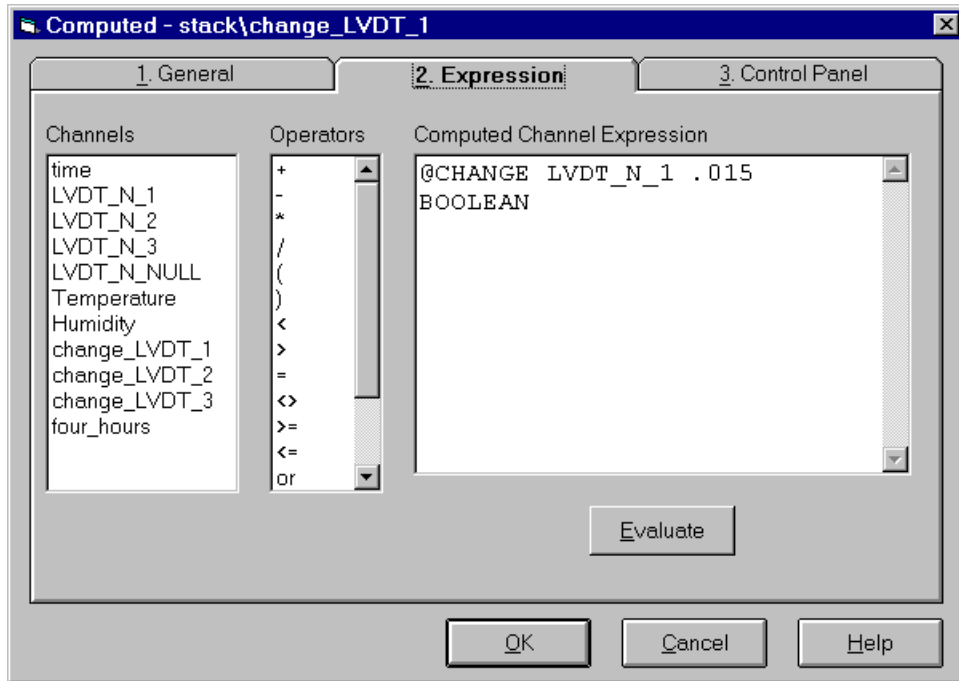 Computed - stack\change_LVDT_1
1. General
2. Expression
3. Control Panel
Channels
time
LVDT_N_1
LVDT_N_2
LVDT_N_3
LVDT_N_NULL
Temperature
Humidity
change_LVDT_1
change_LVDT_2
change_LVDT_3
four_hours
Operators
+
-
*
/
(
)
<
>
=
<>
>=
<=
or
Computed Channel Expression
@CHANGE LVDT_N_1 .015
BOOLEAN
Evaluate
OK
Cancel
Help